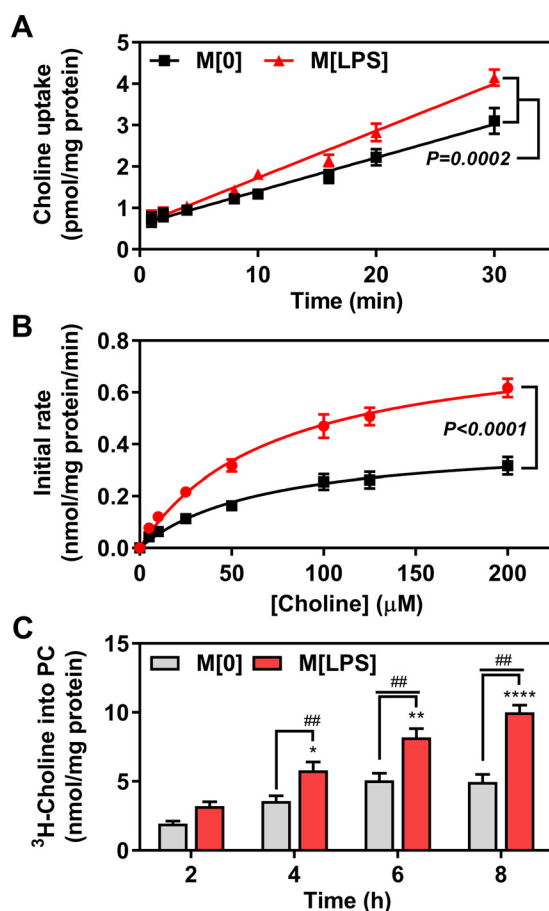 A
M[0] M[LPS]
Choline uptake
(pmol/mg protein)
5
4
3
2
1
0
P=0.0002
0 10 20 30
Time (min)
B
Initial rate
(nmol/mg protein/min)
0.8
0.6
0.4
0.2
0.0
P<0.0001
0 50 100 150 200
[Choline] (μM)
C
M[0] M[LPS]
³H-Choline into PC
(nmol/mg protein)
15
10
5
0
##
*
##
**
##
****
2 4 6 8
Time (h)